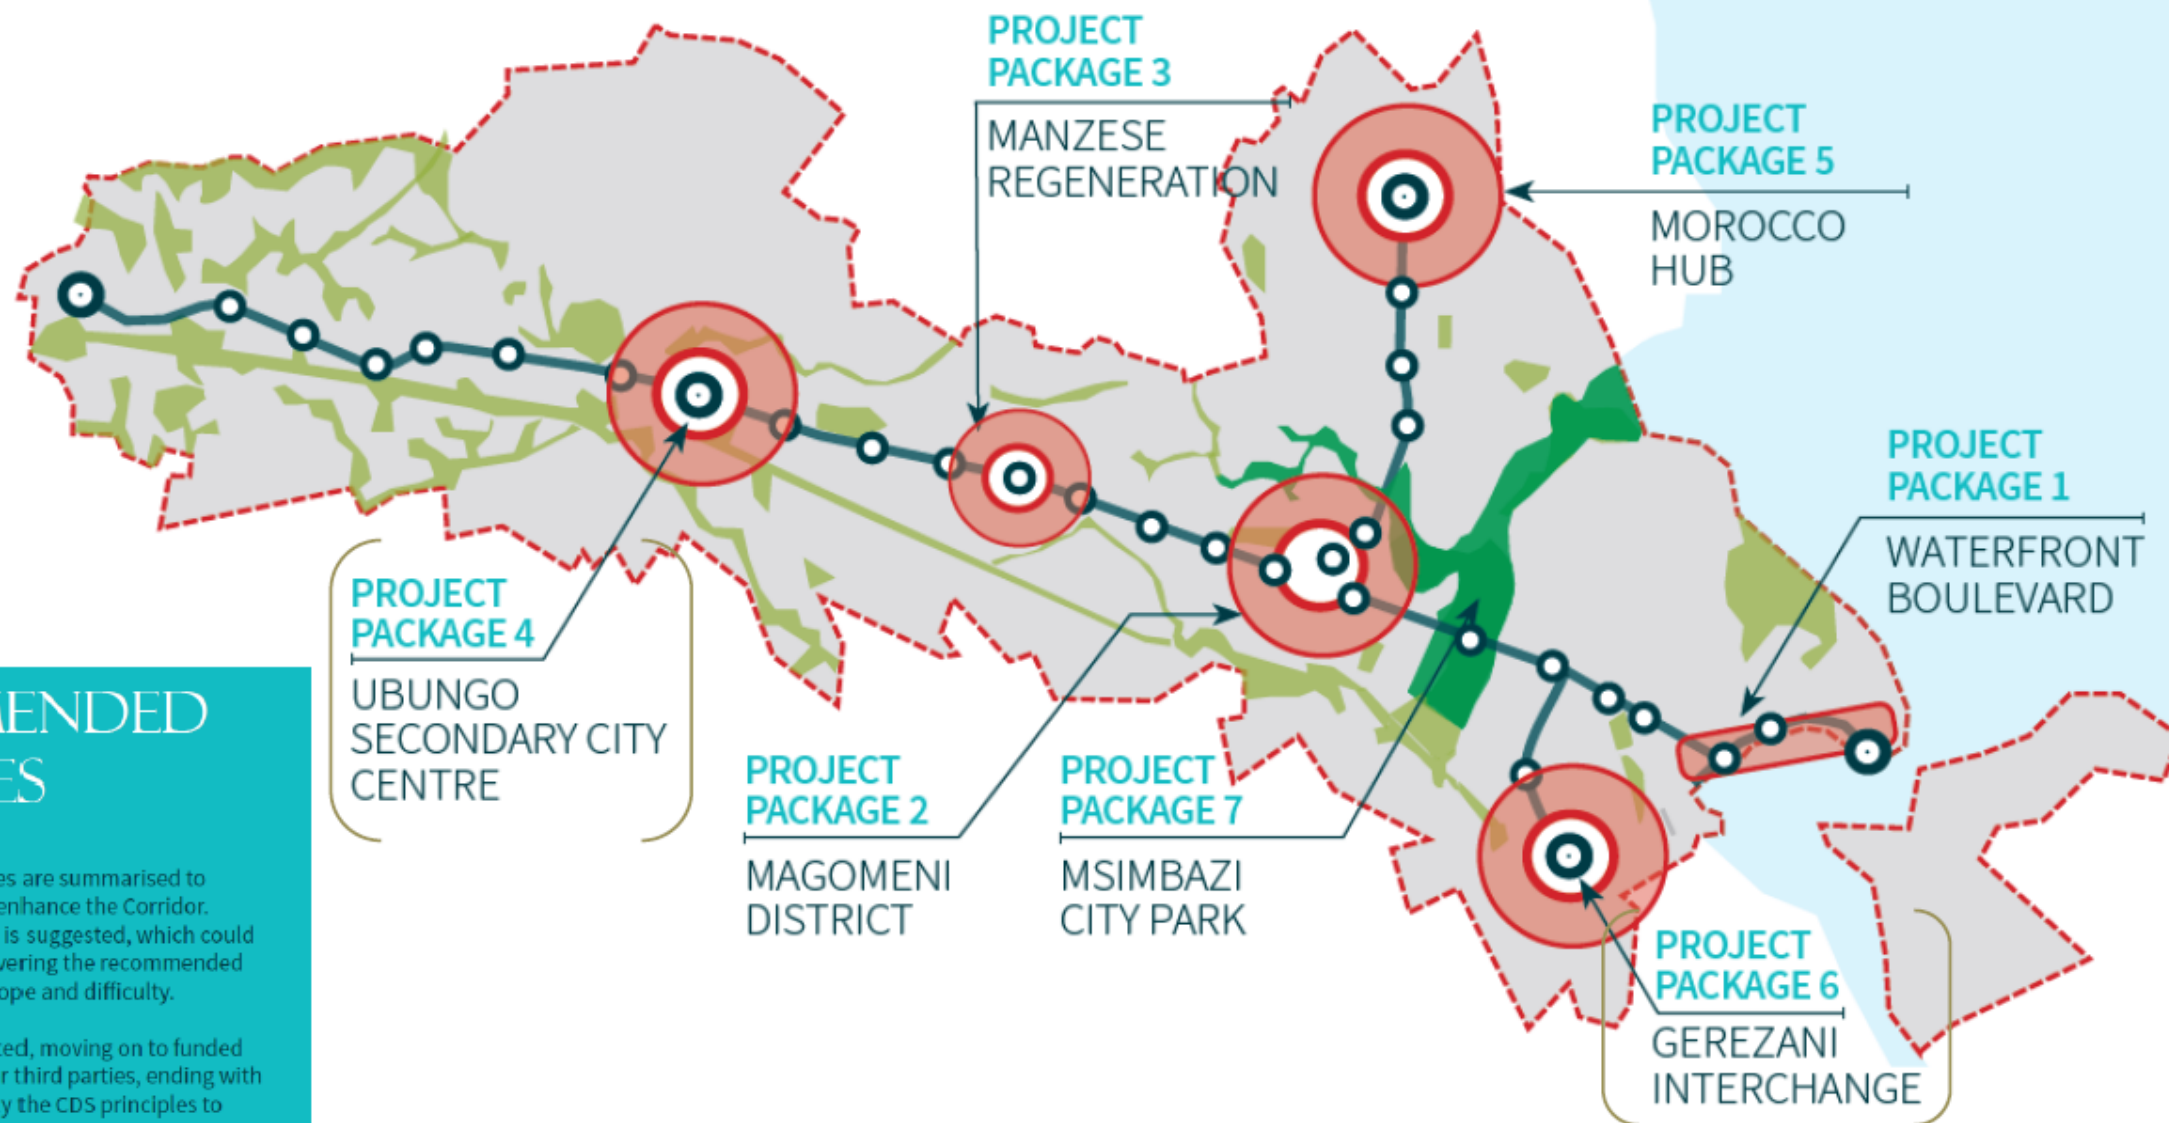 PROJECT
PACKAGE 3
MANZESE
REGENERATION
PROJECT
PACKAGE 5
MOROCCO
HUB
PROJECT
PACKAGE 1
WATERFRONT
BOULEVARD
PROJECT
PACKAGE 4
UBUNGO
SECONDARY CITY
CENTRE
PROJECT
PACKAGE 2
MAGOMENI
DISTRICT
PROJECT
PACKAGE 7
MSIMBAZI
CITY PARK
PROJECT
PACKAGE 6
GEREZANI
INTERCHANGE
MENDED
ES
es are summarised to
enhance the Corridor.
is suggested, which could
vering the recommended
ope and difficulty.
ted, moving on to funded
r third parties, ending with
y the CDS principles to